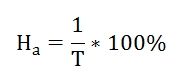 Hₐ = 1/T * 100%